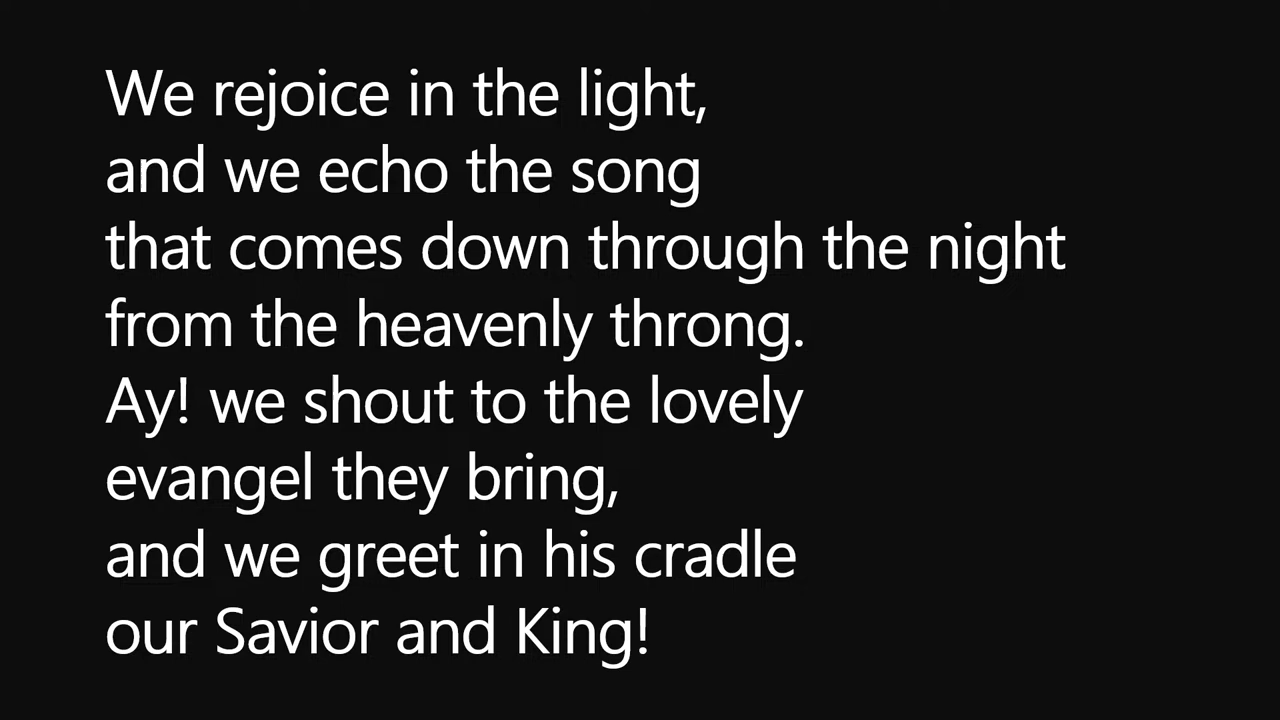 We rejoice in the light,
and we echo the song
that comes down through the night
from the heavenly throng.
Ay! we shout to the lovely
evangel they bring,
and we greet in his cradle
our Savior and King!